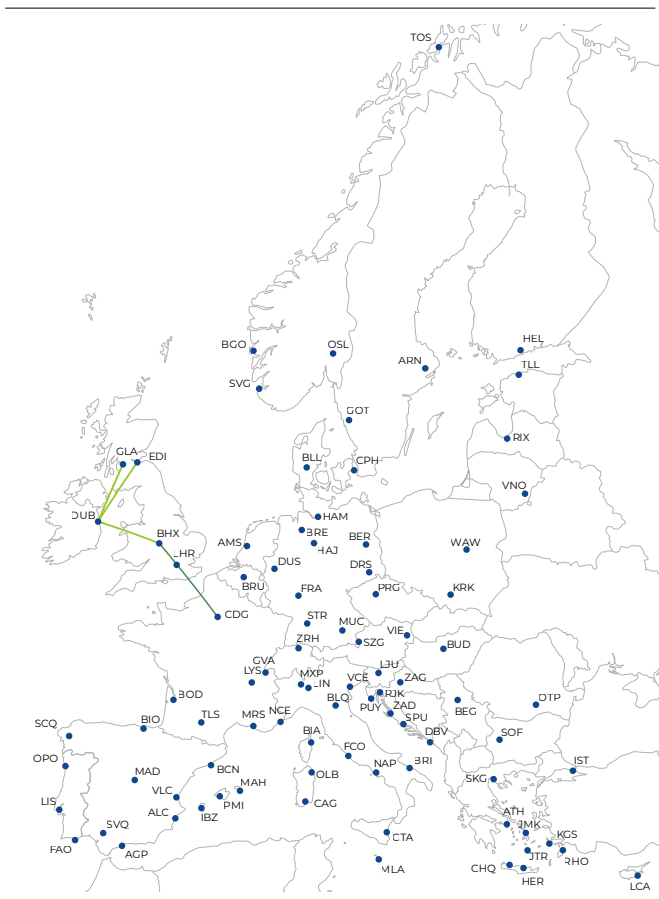 TOS
BGO
OSL
HEL
ARN
TLL
SVG
GOT
RIX
GLA
EDI
BLL
CPH
VNO
DUB
HAM
BHX
BRE
BER
WAW
AMS
HAJ
LHR
DUS
DRS
BRU
FRA
PRG
KRK
CDG
STR
MUC
VIE
ZRH
SZG
BUD
GVA
LYS
MXP
LIN
LJU
VCE
ZAG
BOD
BLQ
RJK
PUY
ZAD
BEG
OTP
SCQ
BIO
TLS
MRS
NCE
SPU
BIA
DBV
SOF
OPO
FCO
MAD
BCN
OLB
NAP
BRI
IST
MAH
SKG
VLC
LIS
PMI
CAG
ALC
IBZ
ATH
JMK
SVQ
CTA
KGS
FAO
AGP
JTR
RHO
MLA
CHQ
HER
LCA